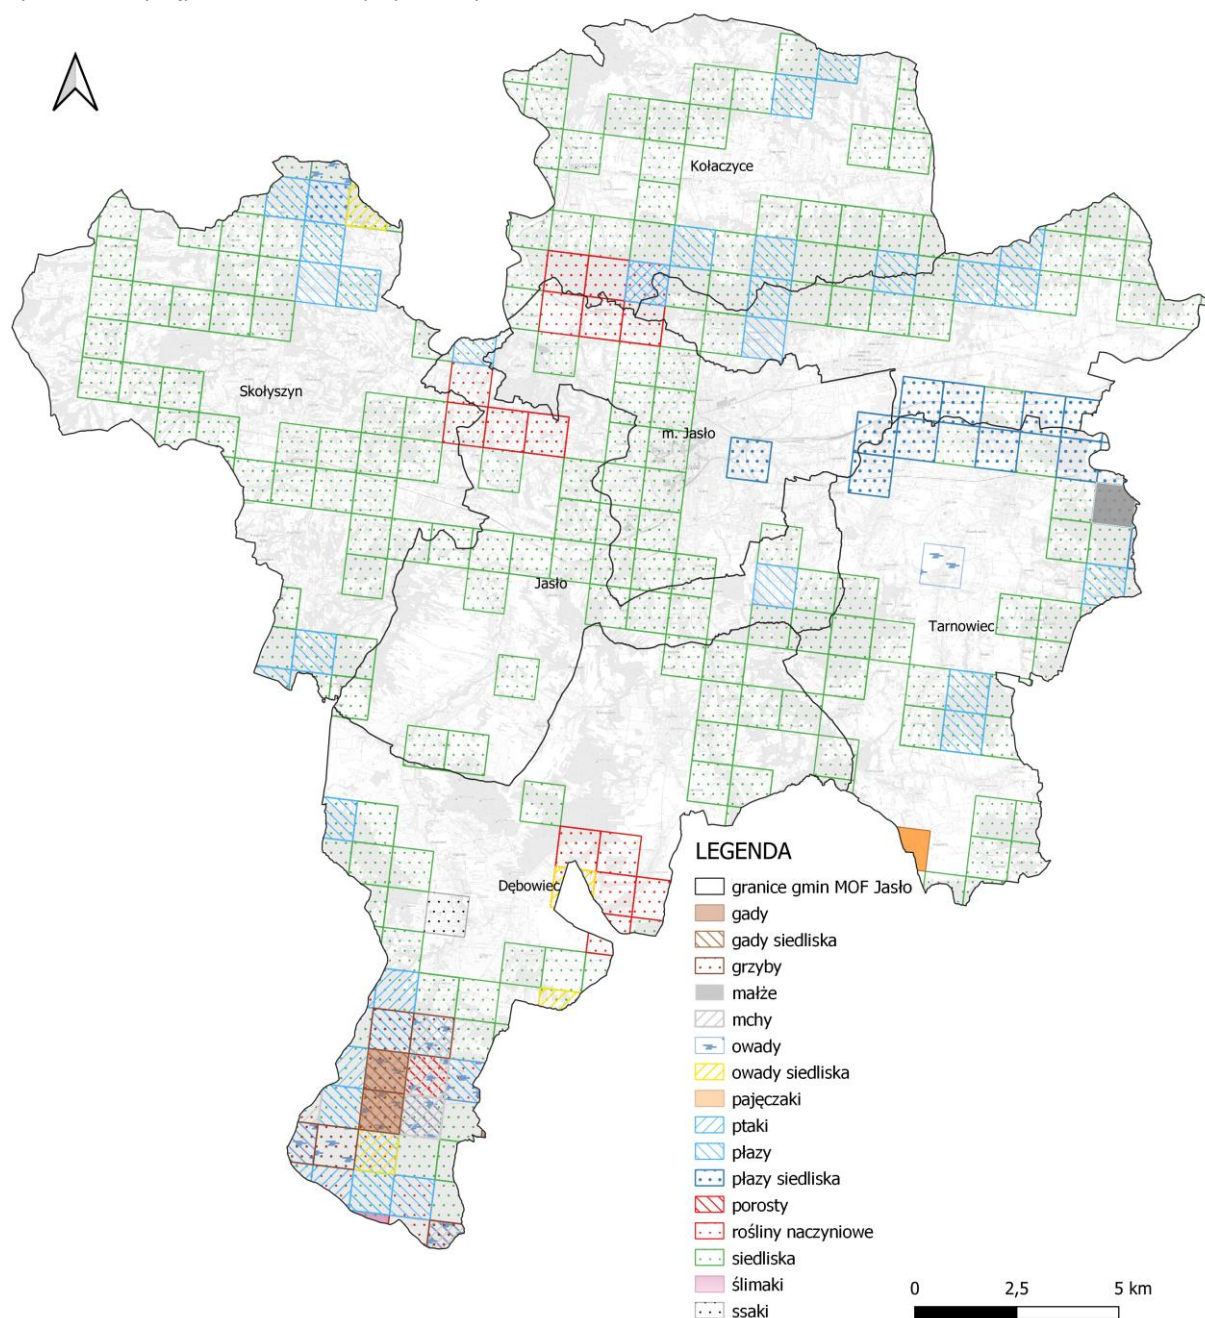 Kołaczyce
Skołyszyn
m. Jasło
Jasło
Tarnowiec
Dębowiec
LEGENDA
granice gmin MOF Jasło
gady
gady siedliska
grzyby
małże
mchy
owady
owady siedliska
pajęczaki
ptaki
płazy
płazy siedliska
porosty
rośliny naczyniowe
siedliska
ślimaki
ssaki
0 2,5 5 km